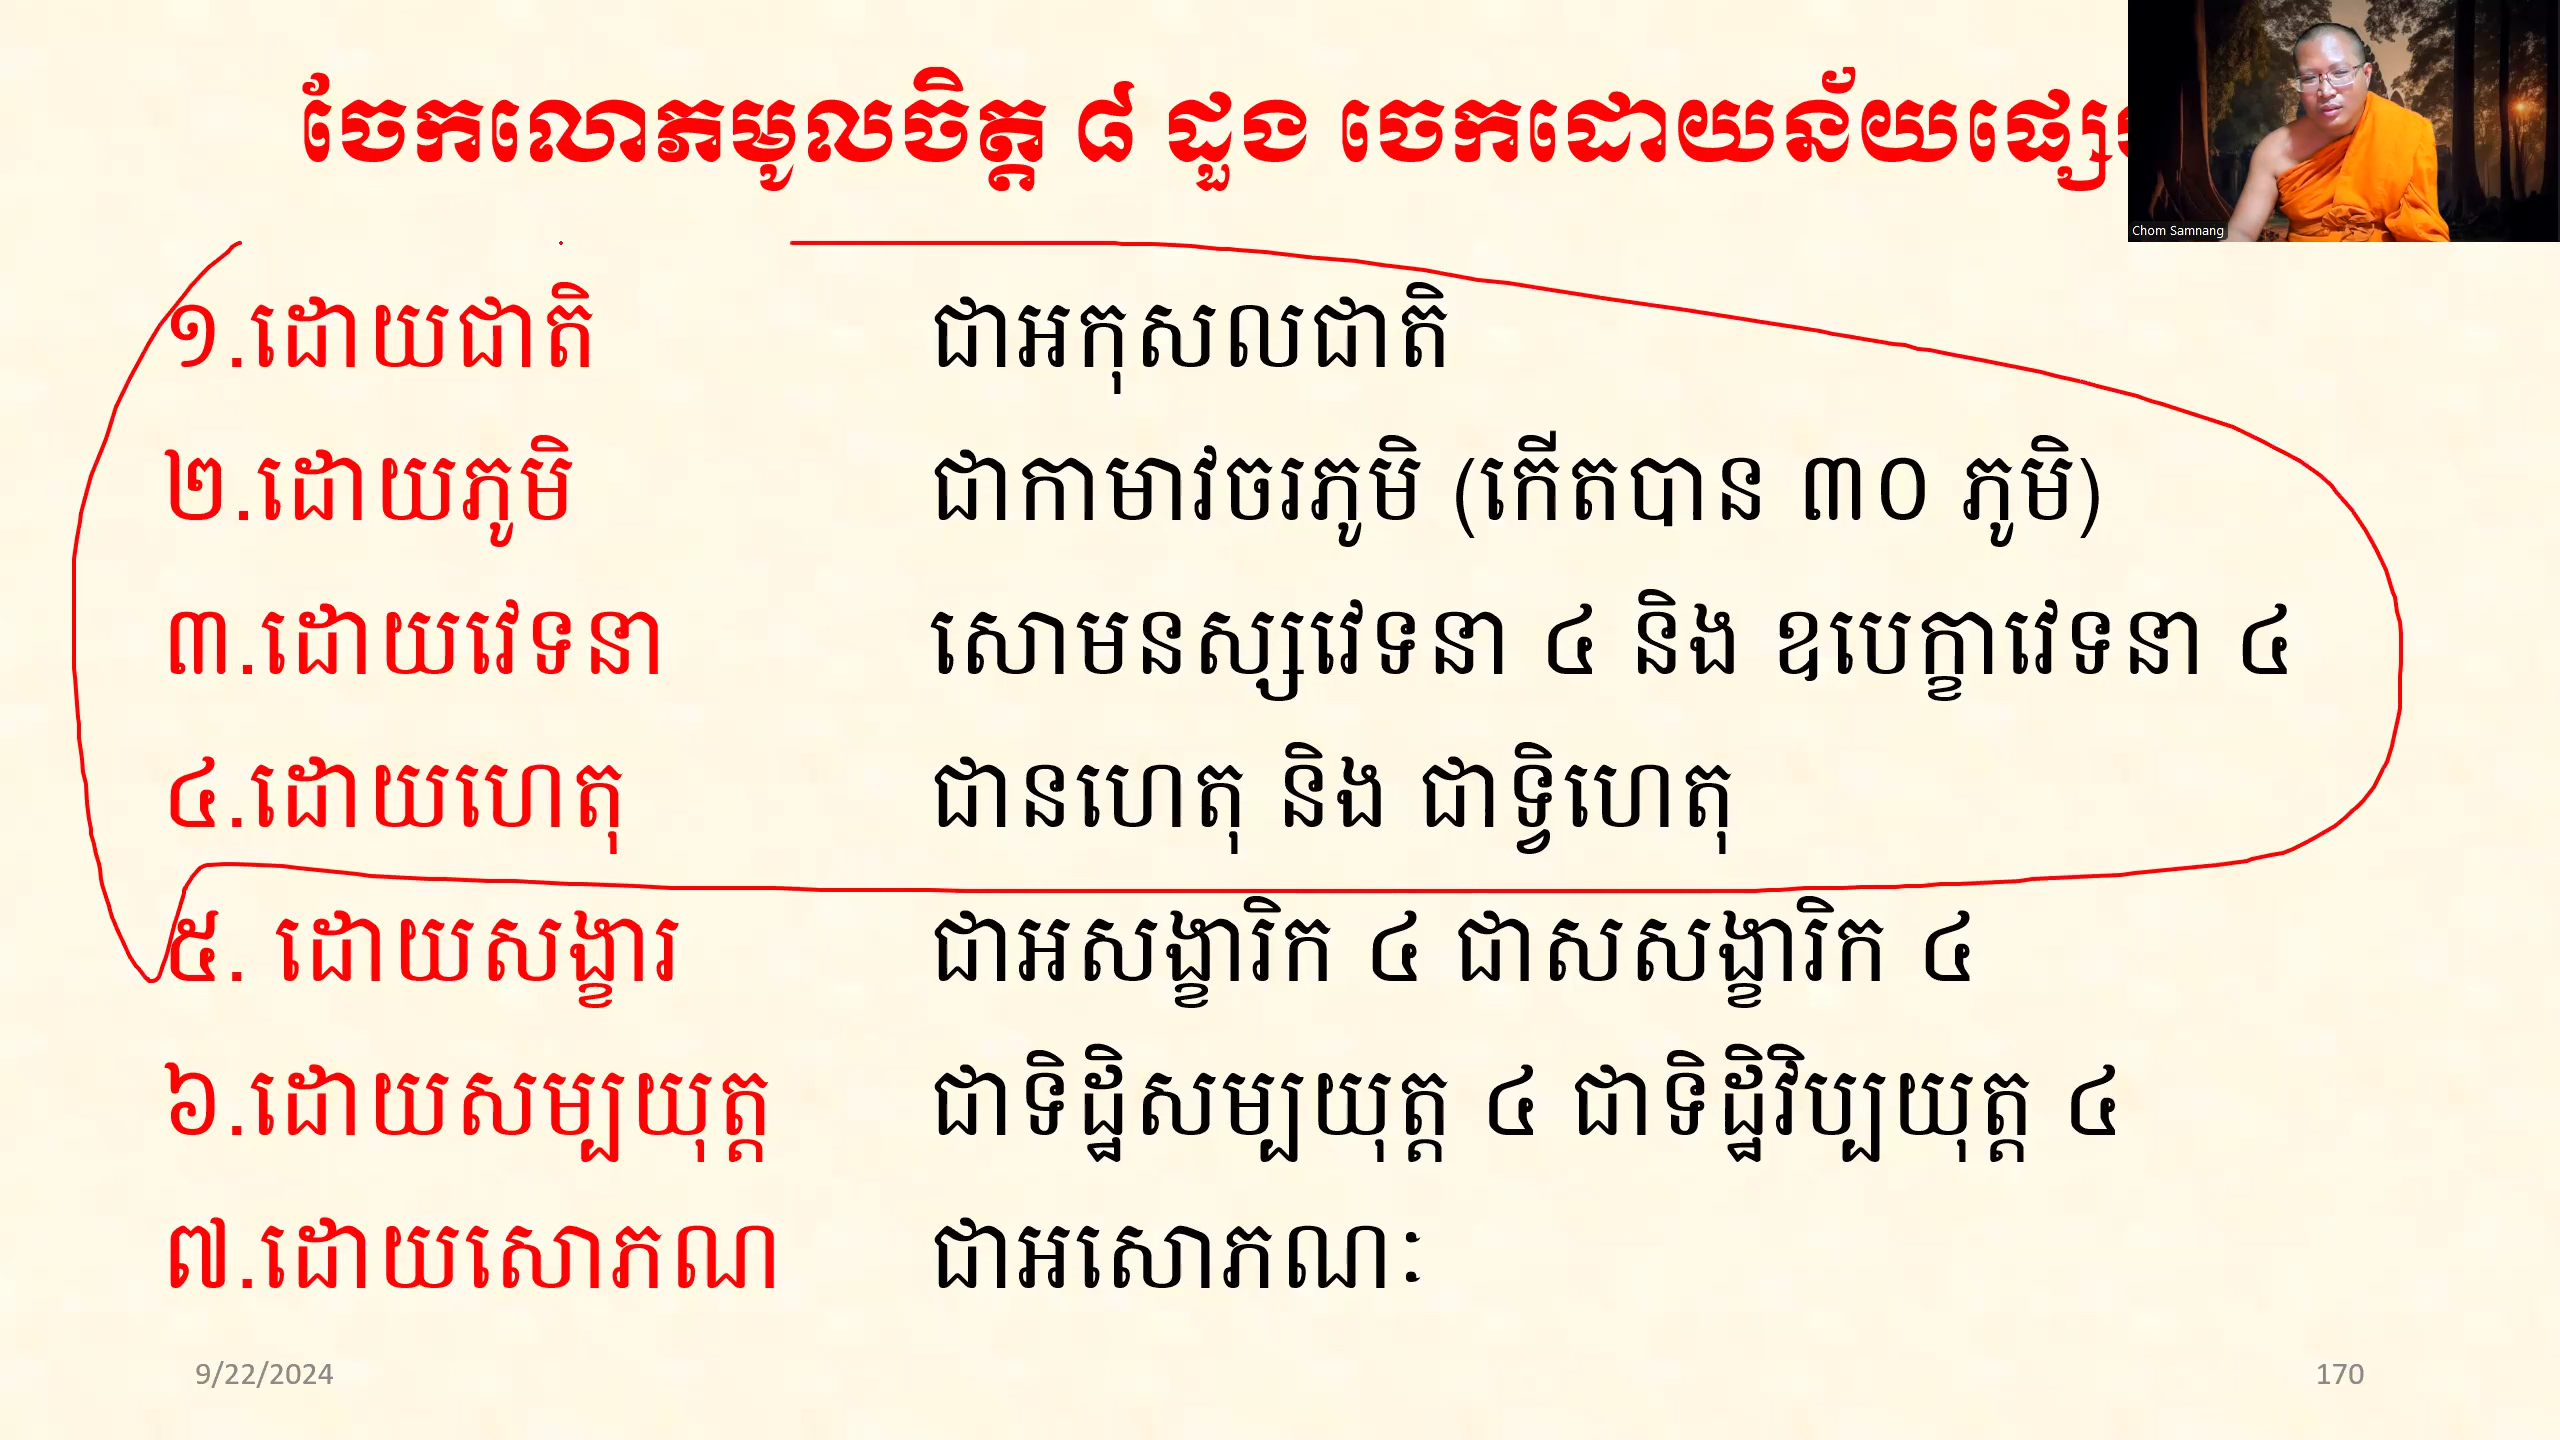 ចែកលោភមូលចិត្ត ៨ ដួង ចេកដោយន័យផ្សេ
Chom Samnang
១.ដោយជាតិ ជាអកុសលជាតិ
២.ដោយភូមិ ជាកាមាវចរភូមិ (កើតបាន ៣០ ភូមិ)
៣.ដោយវេទនា សោមនស្សវេទនា ៤ និង ឧបេក្ខាវេទនា ៤
៤.ដោយហេតុ ជានហេតុ និង ជាទ្វិហេតុ
៥. ដោយសង្ខារ ជាអសង្ខារិក ៤ ជាសសង្ខារិក ៤
៦.ដោយសម្បយុត្ត ជាទិដ្ឋិសម្បយុត្ត ៤ ជាទិដ្ឋិវិប្បយុត្ត ៤
៧.ដោយសោភណ ជាអសោភណៈ
9/22/2024 170